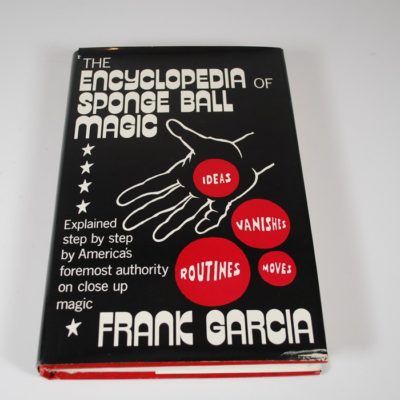 THE
ENCYCLOPEDIA OF
SPONGE BALL
MAGIC
IDEAS
VANISHES
ROUTINES
MOVES
Explained
step by step
by America's
foremost authority
on close up
magic
FRANK GARCIA